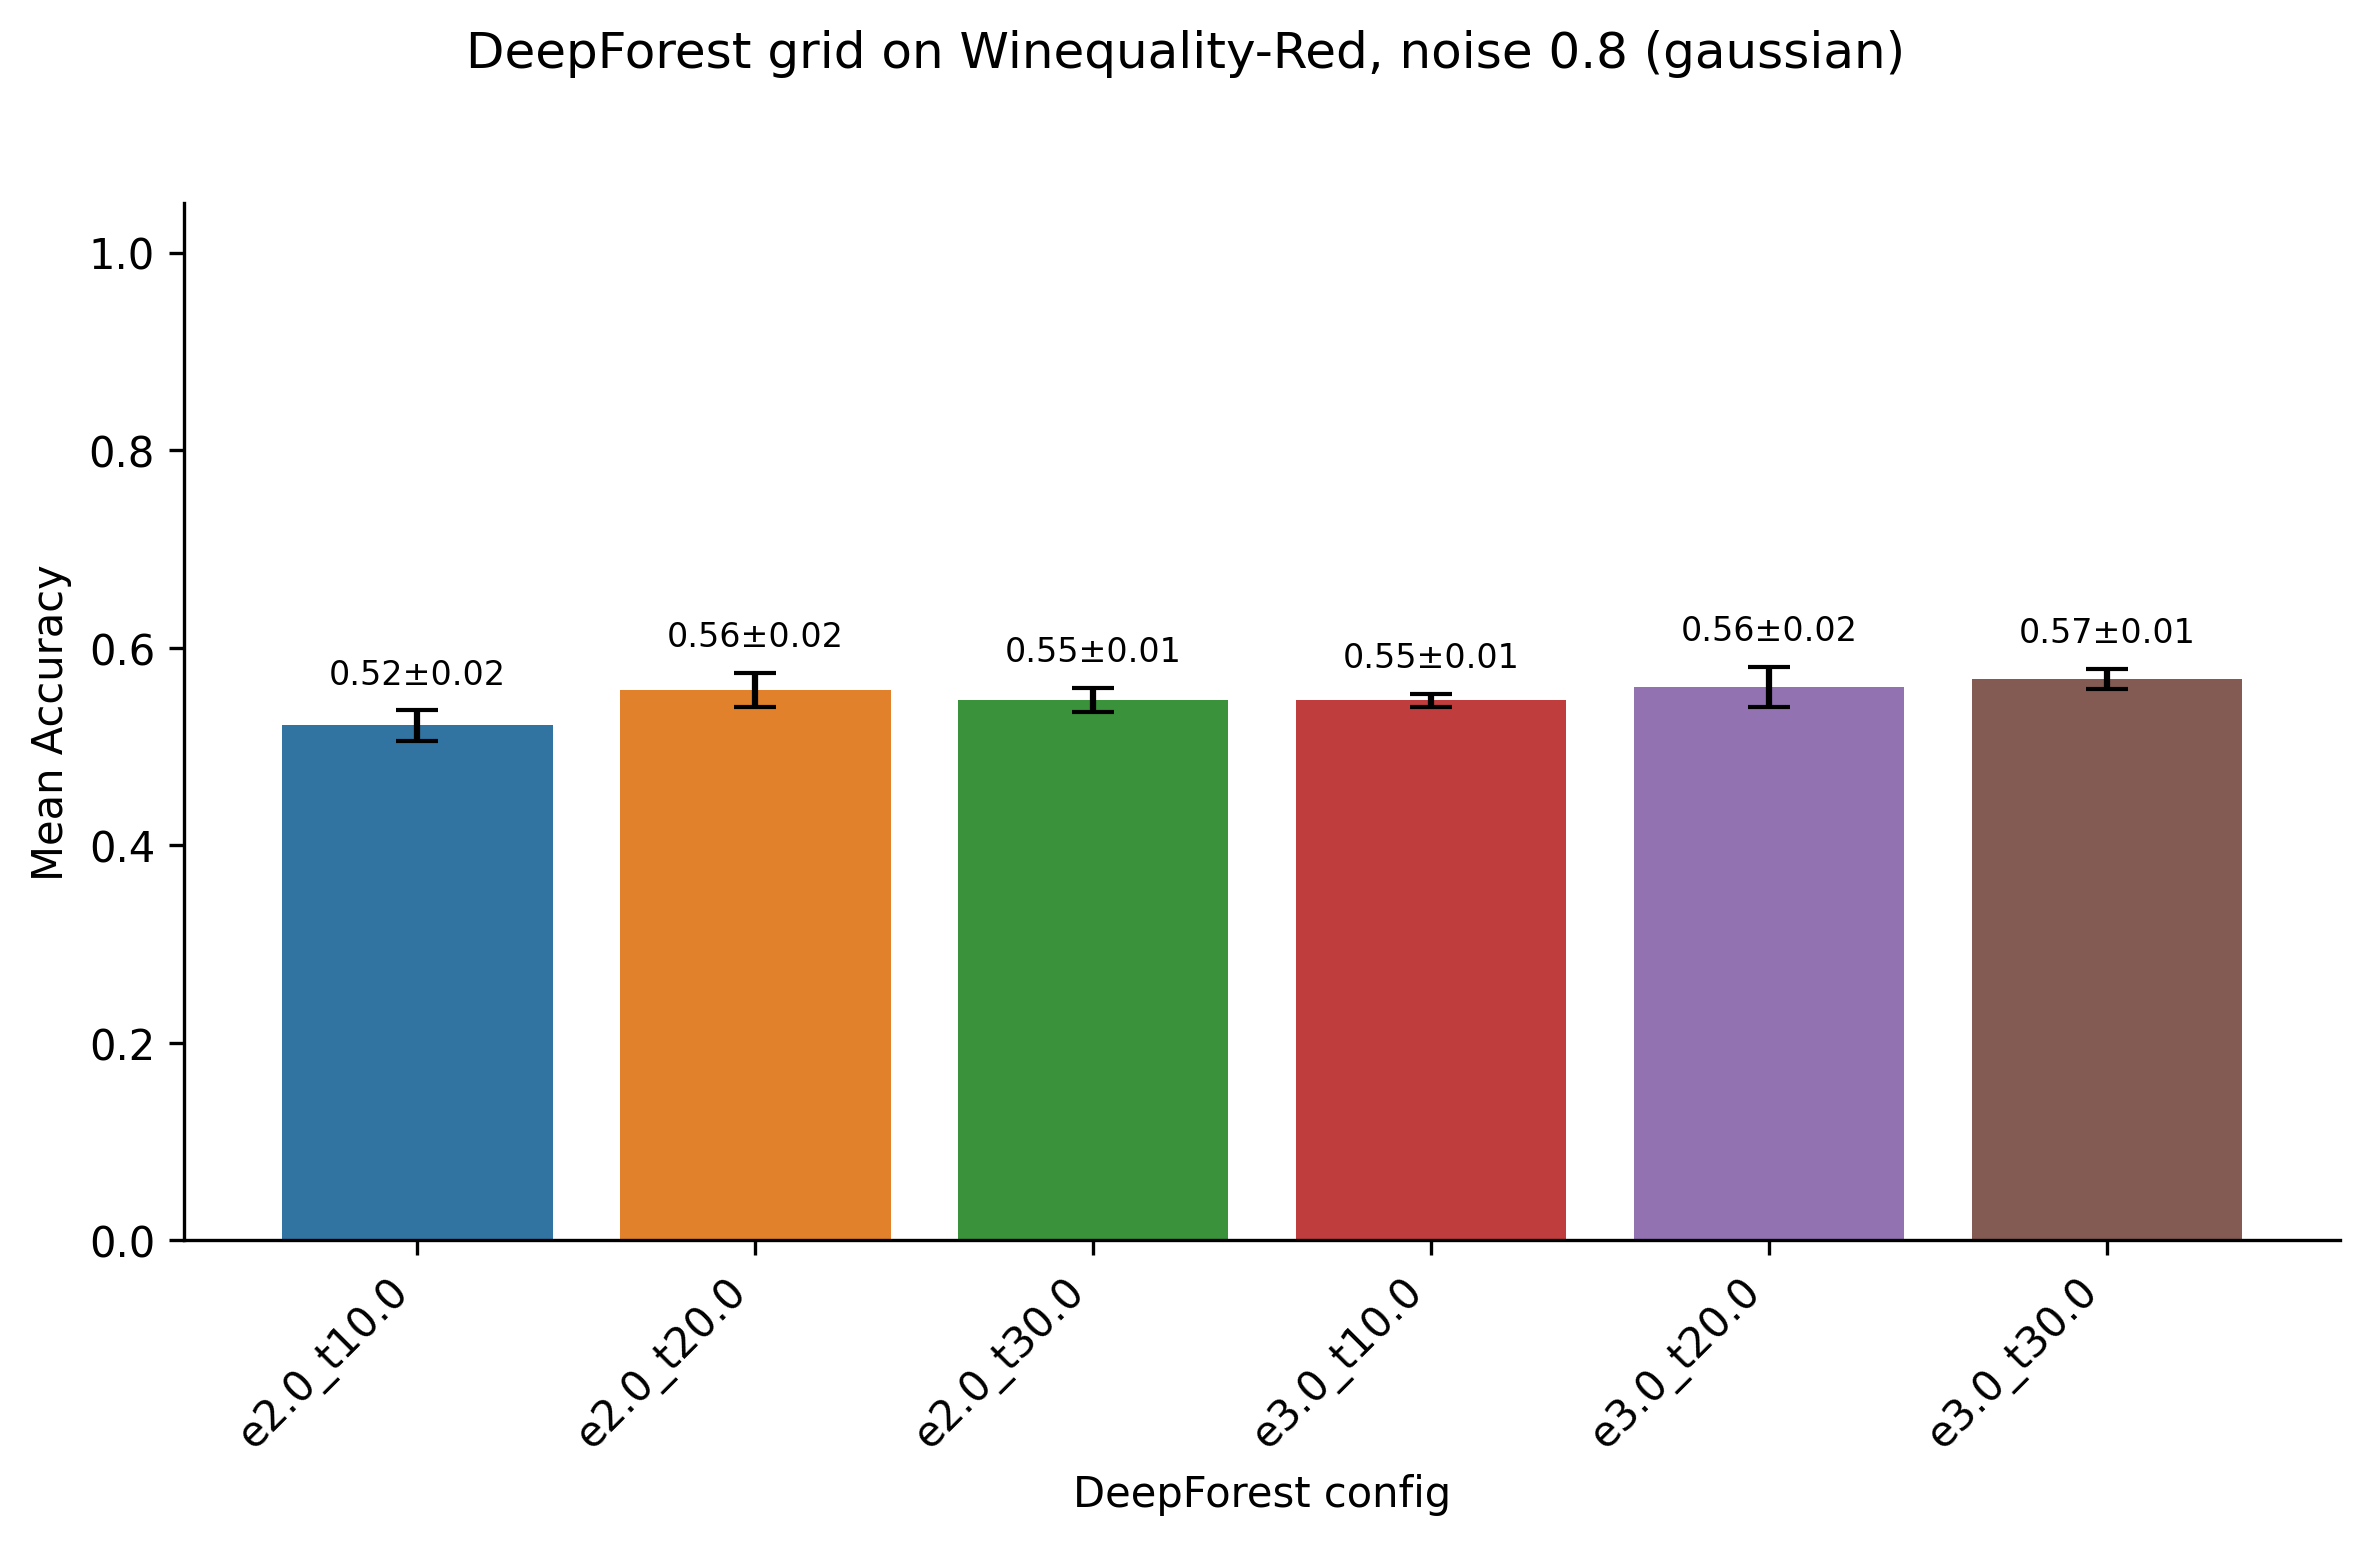 DeepForest grid on Winequality-Red, noise 0.8 (gaussian)
Mean Accuracy
1.0
0.8
0.6
0.4
0.2
0.0
0.52±0.02
0.56±0.02
0.55±0.01
0.55±0.01
0.56±0.02
0.57±0.01
e2.0_t10.0
e2.0_t20.0
e2.0_t30.0
e3.0_t10.0
e3.0_t20.0
e3.0_t30.0
DeepForest config